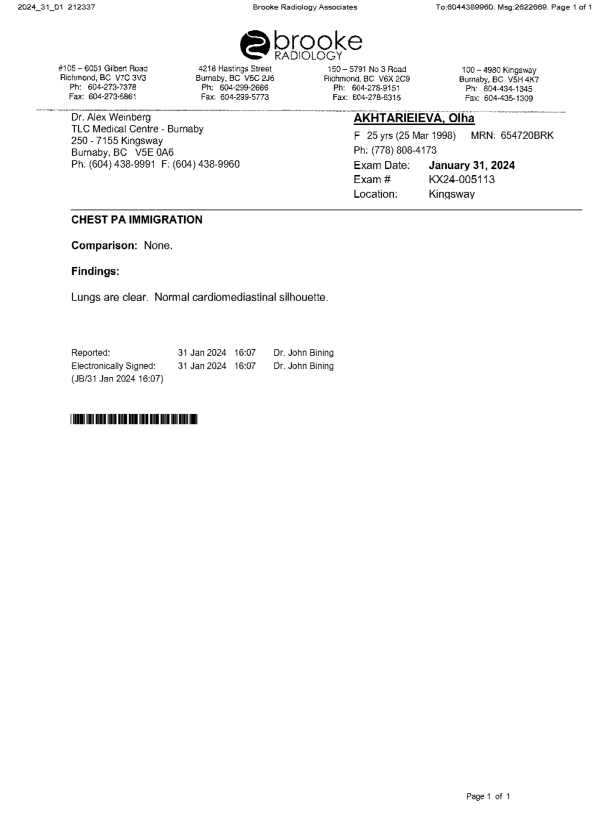 2024_31_01 212337 Brooke Radiology Associates To:6044389960. Msg:2622669. Page 1 of 1
brooke
RADIOLOGY
#105 – 6051 Gilbert Road 4218 Hastings Street 150 – 5791 No 3 Road 100 – 4980 Kingsway
Richmond, BC V7C 3V3 Burnaby, BC V5C 2J6 Richmond, BC V6X 2C9 Burnaby, BC V5H 4K7
Ph: 604-273-7378 Ph: 604-299-2666 Ph: 604-278-9151 Ph: 604-434-1345
Fax: 604-273-5861 Fax: 604-299-5773 Fax: 604-278-6315 Fax: 604-435-1309
Dr. Alex Weinberg
TLC Medical Centre - Burnaby
250 - 7155 Kingsway
Burnaby, BC V5E 0A6
Ph: (604) 438-9991 F: (604) 438-9960
AKHTARIEIEVA, Olha
F 25 yrs (25 Mar 1998) MRN: 654720BRK
Ph: (778) 808-4173
Exam Date: January 31, 2024
Exam # KX24-005113
Location: Kingsway
CHEST PA IMMIGRATION
Comparison: None.
Findings:
Lungs are clear. Normal cardiomediastinal silhouette.
Reported: 31 Jan 2024 16:07 Dr. John Bining
Electronically Signed: 31 Jan 2024 16:07 Dr. John Bining
(JB/31 Jan 2024 16:07)
Page 1 of 1